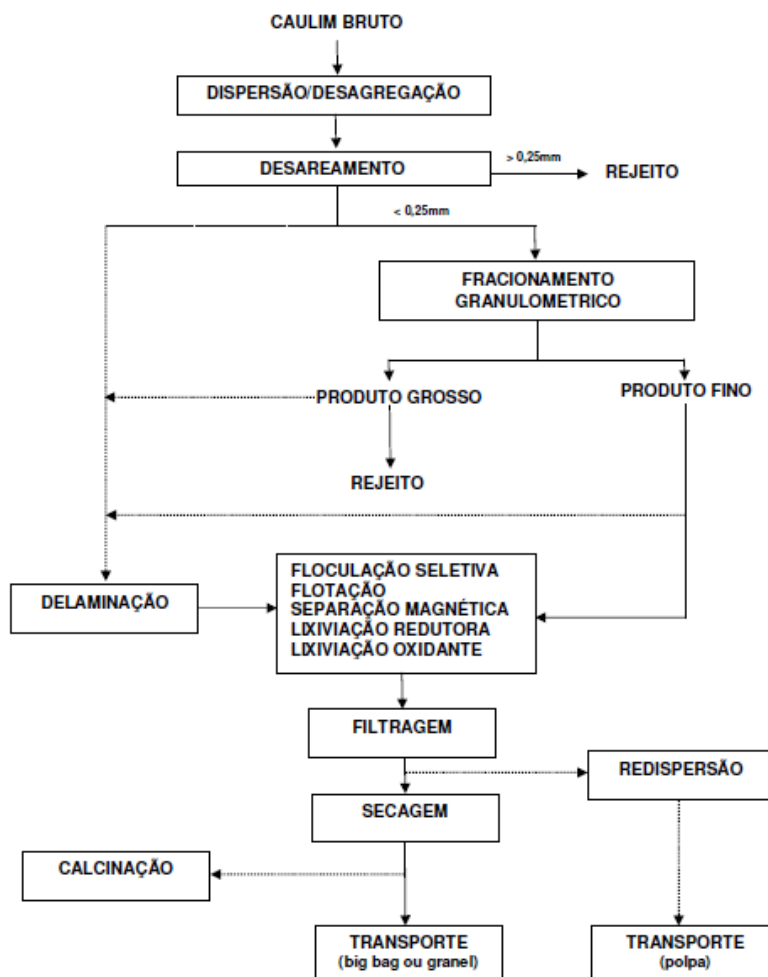 CAULIM BRUTO
DISPERSÃO/DESAGREGAÇÃO
DESAREAMENTO
> 0,25mm
REJEITO
< 0,25mm
FRACIONAMENTO
GRANULOMETRICO
PRODUTO GROSSO
PRODUTO FINO
REJEITO
DELAMINAÇÃO
FLOCULAÇÃO SELETIVA
FLOTAÇÃO
SEPARAÇÃO MAGNÉTICA
LIXIVIAÇÃO REDUTORA
LIXIVIAÇÃO OXIDANTE
FILTRAGEM
REDISPERSÃO
SECAGEM
CALCINAÇÃO
TRANSPORTE
(big bag ou granel)
TRANSPORTE
(polpa)